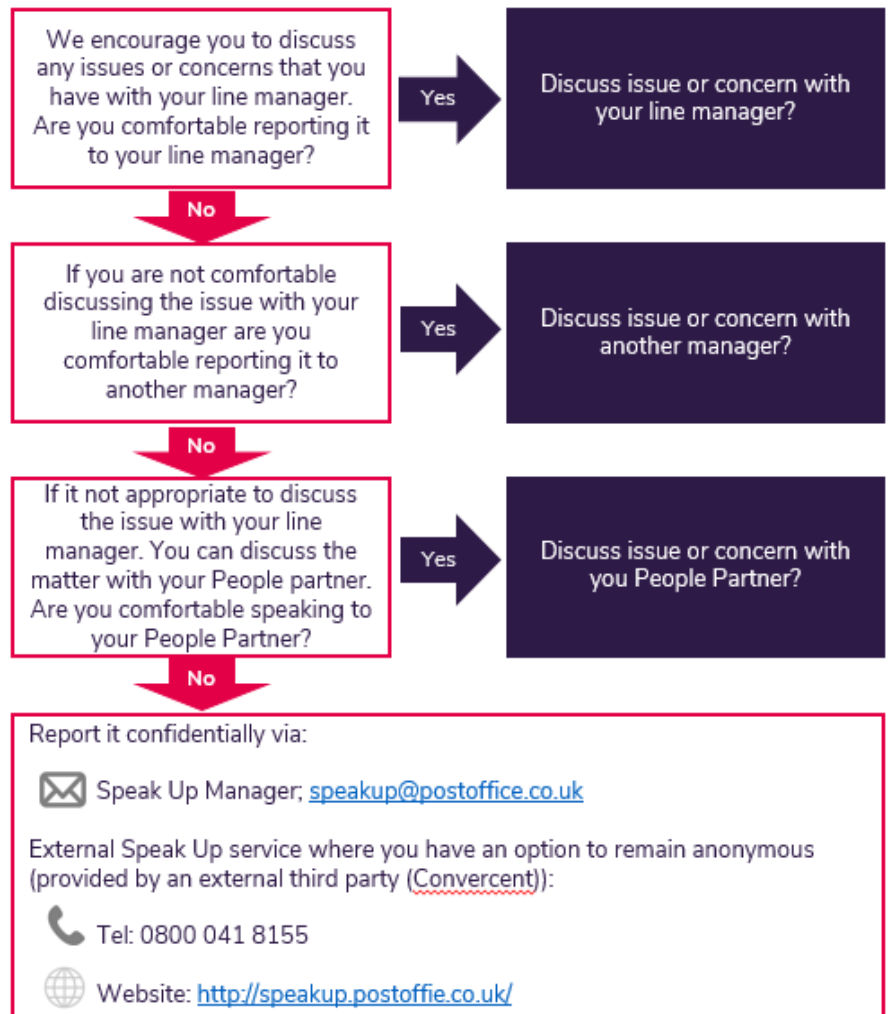 We encourage you to discuss
any issues or concerns that you
have with your line manager.
Are you comfortable reporting it
to your line manager?
Yes
Discuss issue or concern with
your line manager?
No
If you are not comfortable
discussing the issue with your
line manager are you
comfortable reporting it to
another manager?
Yes
Discuss issue or concern with
another manager?
No
If it not appropriate to discuss
the issue with your line
manager. You can discuss the
matter with your People partner.
Are you comfortable speaking to
your People Partner?
Yes
Discuss issue or concern with
you People Partner?
No
Report it confidentially via:
Speak Up Manager; speakup@postoffice.co.uk
External Speak Up service where you have an option to remain anonymous
(provided by an external third party (Convercent)):
Tel: 0800 041 8155
Website: http://speakup.postoffie.co.uk/